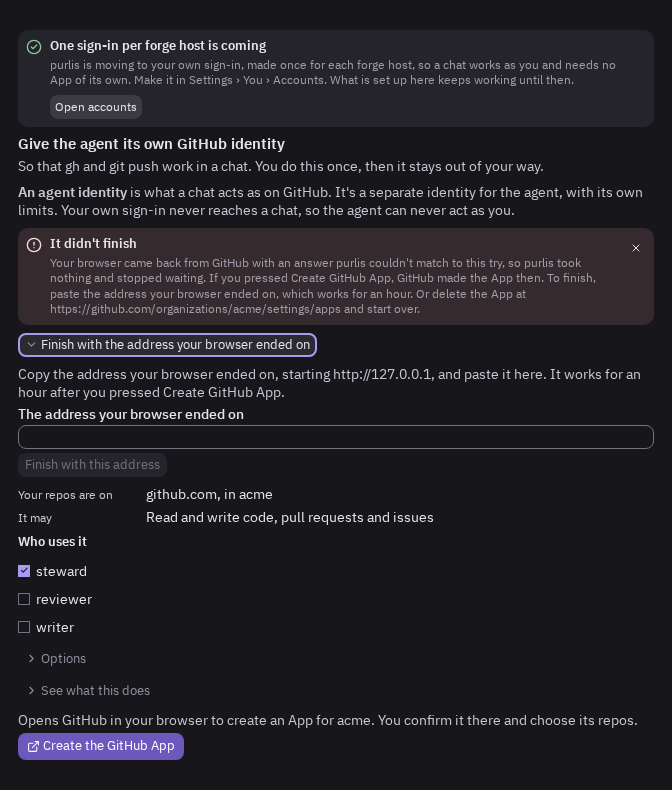 One sign-in per forge host is coming
purlis is moving to your own sign-in, made once for each forge host, so a chat works as you and needs no
App of its own. Make it in Settings › You › Accounts. What is set up here keeps working until then.
Open accounts
Give the agent its own GitHub identity
So that gh and git push work in a chat. You do this once, then it stays out of your way.
An agent identity is what a chat acts as on GitHub. It's a separate identity for the agent, with its own
limits. Your own sign-in never reaches a chat, so the agent can never act as you.
It didn't finish
Your browser came back from GitHub with an answer purlis couldn't match to this try, so purlis took
nothing and stopped waiting. If you pressed Create GitHub App, GitHub made the App then. To finish,
paste the address your browser ended on, which works for an hour. Or delete the App at
https://github.com/organizations/acme/settings/apps and start over.
Finish with the address your browser ended on
Copy the address your browser ended on, starting http://127.0.0.1, and paste it here. It works for an
hour after you pressed Create GitHub App.
The address your browser ended on
Finish with this address
Your repos are on github.com, in acme
It may Read and write code, pull requests and issues
Who uses it
steward
reviewer
writer
Options
See what this does
Opens GitHub in your browser to create an App for acme. You confirm it there and choose its repos.
Create the GitHub App